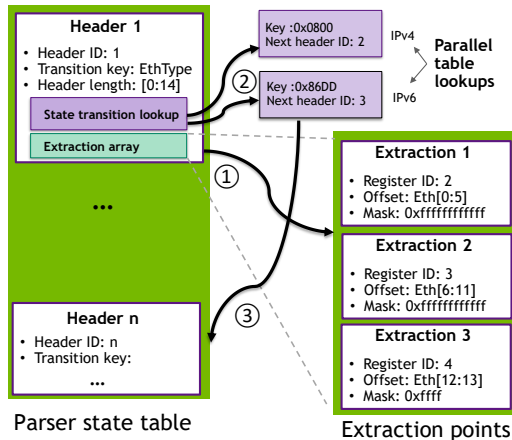 Header 1
• Header ID: 1
• Transition key: EthType
• Header length: [0:14]
State transition lookup
Extraction array
...
Header n
• Header ID: n
• Transition key:
...
Parser state table
Key :0x0800
Next header ID: 2
IPv4
②
Key :0x86DD
Next header ID: 3
IPv6
Parallel
table
lookups
①
③
Extraction 1
• Register ID: 2
• Offset: Eth[0:5]
• Mask: 0xffffffffffff
Extraction 2
• Register ID: 3
• Offset: Eth[6:11]
• Mask: 0xffffffffffff
Extraction 3
• Register ID: 4
• Offset: Eth[12:13]
• Mask: 0xffff
Extraction points